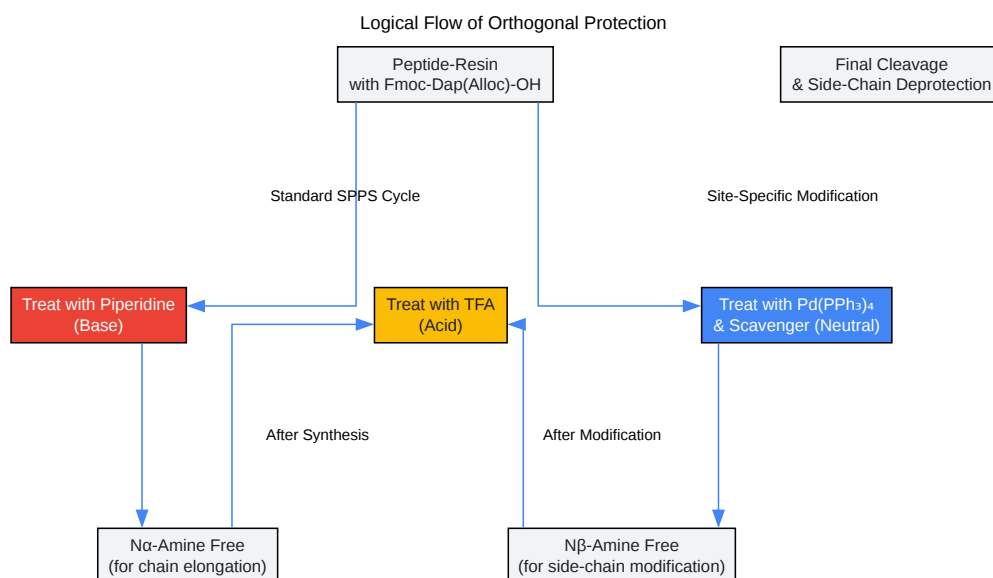 Logical Flow of Orthogonal Protection
Peptide-Resin
with Fmoc-Dap(Alloc)-OH
Final Cleavage
& Side-Chain Deprotection
Standard SPPS Cycle
Site-Specific Modification
Treat with Piperidine
(Base)
Treat with TFA
(Acid)
Treat with Pd(PPh₃)₄
& Scavenger (Neutral)
After Synthesis
After Modification
Nα-Amine Free
(for chain elongation)
Nβ-Amine Free
(for side-chain modification)